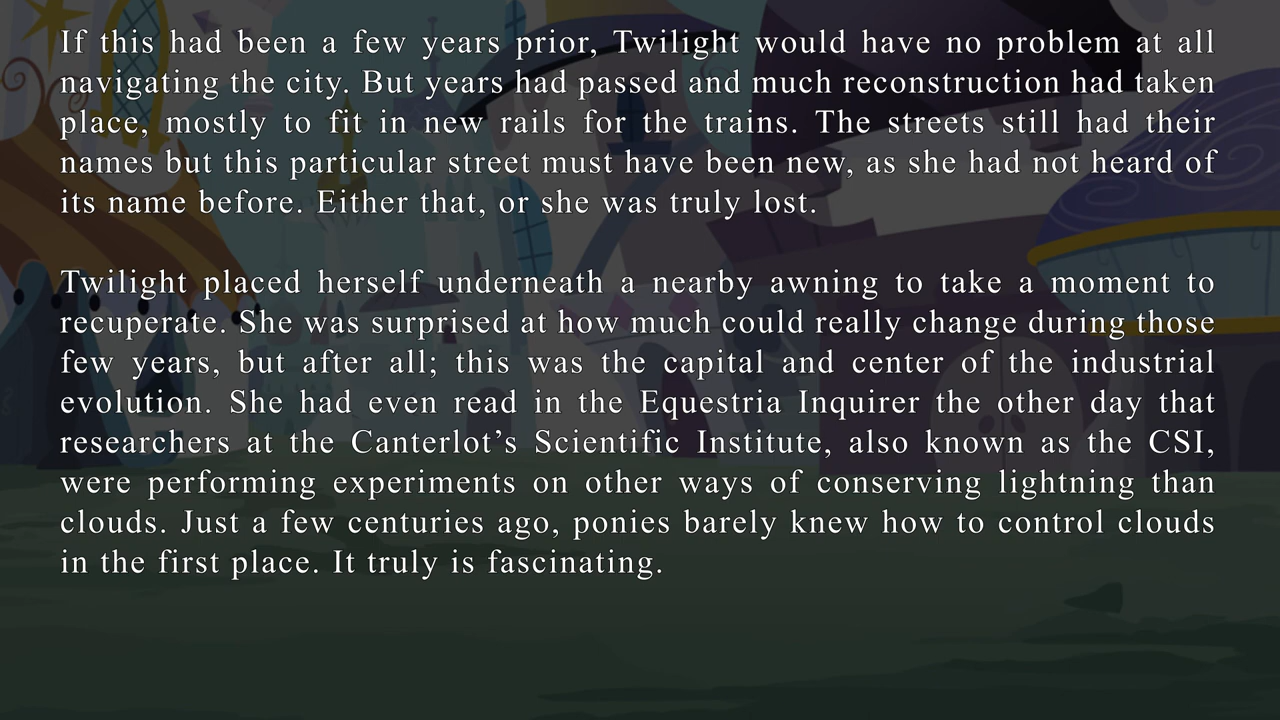 If this had been a few years prior, Twilight would have no problem at all
navigating the city. But years had passed and much reconstruction had taken
place, mostly to fit in new rails for the trains. The streets still had their
names but this particular street must have been new, as she had not heard of
its name before. Either that, or she was truly lost.
Twilight placed herself underneath a nearby awning to take a moment to
recuperate. She was surprised at how much could really change during those
few years, but after all; this was the capital and center of the industrial
evolution. She had even read in the Equestria Inquirer the other day that
researchers at the Canterlot’s Scientific Institute, also known as the CSI,
were performing experiments on other ways of conserving lightning than
clouds. Just a few centuries ago, ponies barely knew how to control clouds
in the first place. It truly is fascinating.